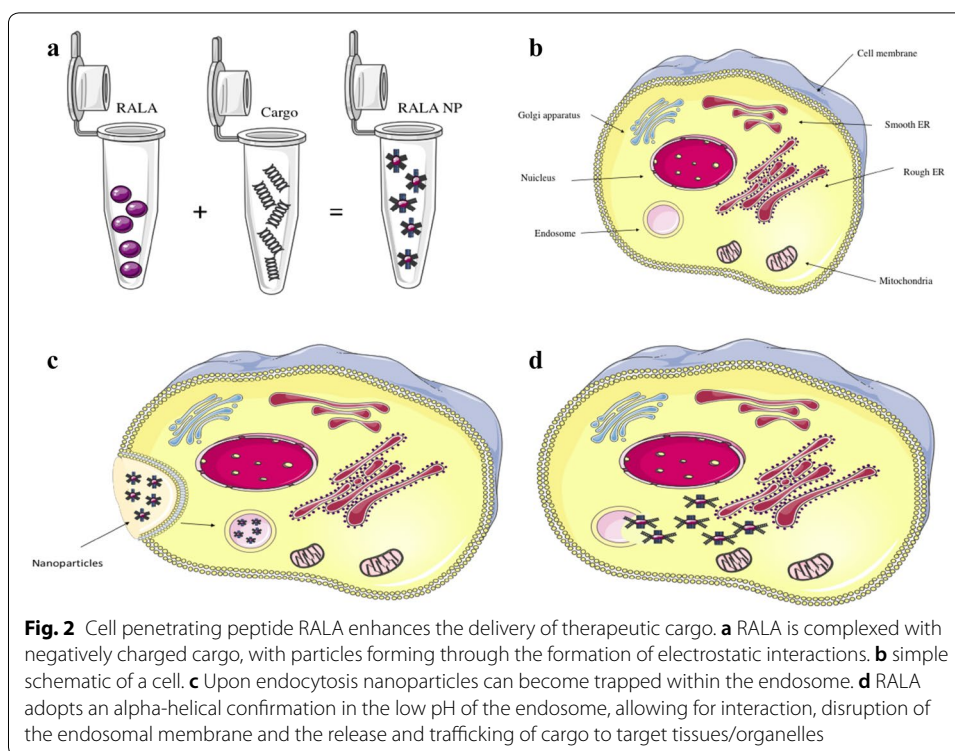 a
RALA
+
Cargo
=
RALA NP
b
Cell membrane
Golgi apparatus
Smooth ER
Nuicleus
Rough ER
Endosome
Mitochondria
c
Nanoparticles
d
Fig. 2 Cell penetrating peptide RALA enhances the delivery of therapeutic cargo. a RALA is complexed with
negatively charged cargo, with particles forming through the formation of electrostatic interactions. b simple
schematic of a cell. c Upon endocytosis nanoparticles can become trapped within the endosome. d RALA
adopts an alpha-helical confirmation in the low pH of the endosome, allowing for interaction, disruption of
the endosomal membrane and the release and trafficking of cargo to target tissues/organelles